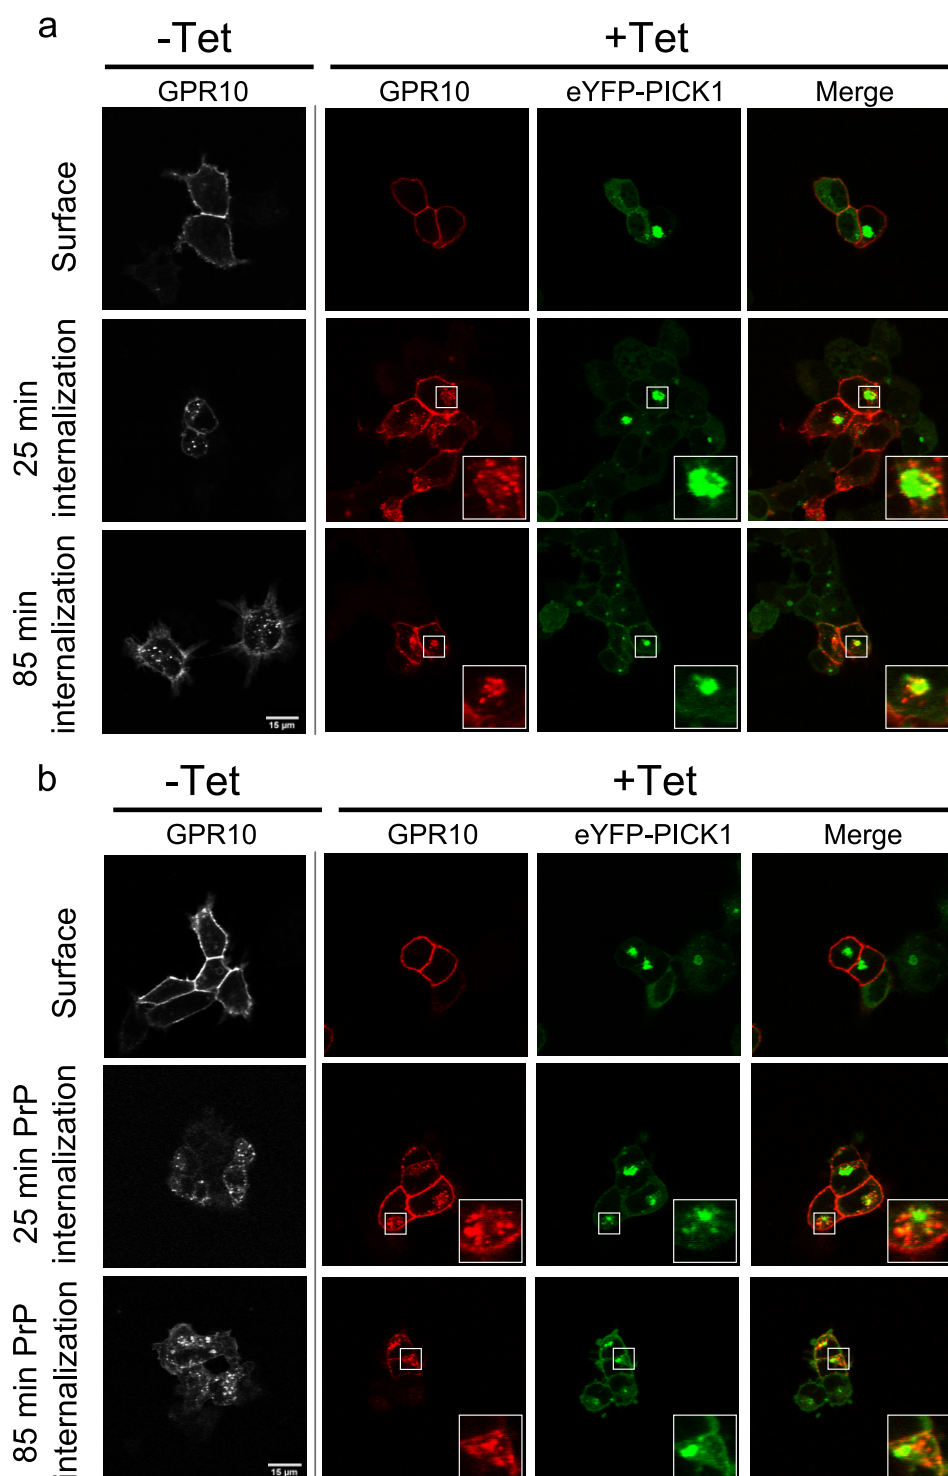 a
-Tet
+Tet
GPR10
GPR10
eYFP-PICK1
Merge
Surface
25 min
internalization
85 min
internalization
15 µm
b
-Tet
+Tet
GPR10
GPR10
eYFP-PICK1
Merge
Surface
25 min PrP
internalization
85 min PrP
internalization
15 µm